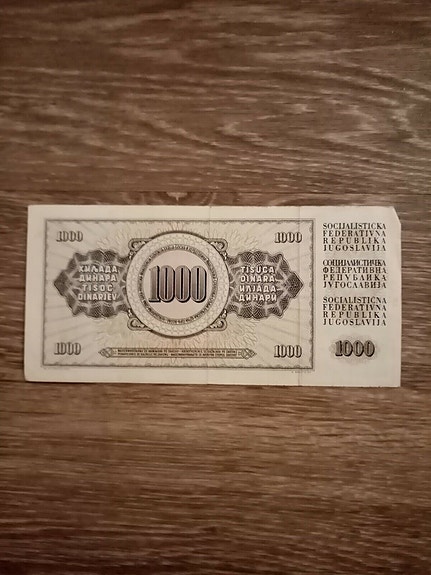 1000
1000
ХИЉАДА
ДИНАРА
TISOČ
DINARJEV
1000
TISUĆA
DINARA
ИЛЈАДА
ДИНАРИ
1000
1000
SOCIJALISTIČKA
FEDERATIVNA
REPUBLIKA
JUGOSLAVIJA
СОЦИЈАЛИСТИЧКА
ФЕДЕРАТИВНА
РЕПУБЛИКА
ЈУГОСЛАВИЈА
SOCIALISTIČNA
FEDERATIVNA
REPUBLIKA
JUGOSLAVIJA
1000